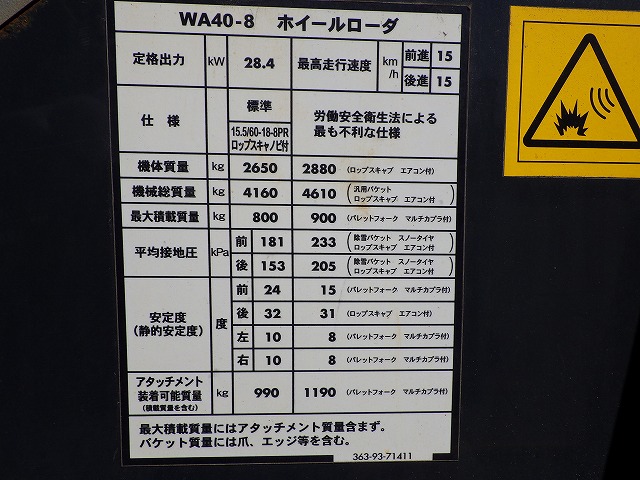 WA40-8 ホイールローダ
定格出力 kW 28.4 最高走行速度 km/h 前進 15
後進 15
仕様 標準
15.5/60-18-8PR
ロップスキャノピ付
労働安全衛生法による
最も不利な仕様
機体質量 kg 2650 2880 (ロップスキャブ エアコン付)
機械総質量 kg 4160 4610 (汎用バケット
ロップスキャブ エアコン付)
最大積載質量 kg 800 900 (パレットフォーク マルチカプラ付)
平均接地圧 kPa 前 181 233 (除雪バケット スノータイヤ
ロップスキャブ エアコン付)
後 153 205 (除雪バケット スノータイヤ
ロップスキャブ エアコン付)
安定度
(静的安定度) 度 前 24 15 (パレットフォーク マルチカプラ付)
後 32 31 (ロップスキャブ エアコン付)
左 10 8 (パレットフォーク マルチカプラ付)
右 10 8 (パレットフォーク マルチカプラ付)
アタッチメント
装着可能質量
(積載質量を含む) kg 990 1190 (パレットフォーク マルチカプラ付)
最大積載質量にはアタッチメント質量含まず。
バケット質量には爪、エッジ等を含む。
363-93-71411